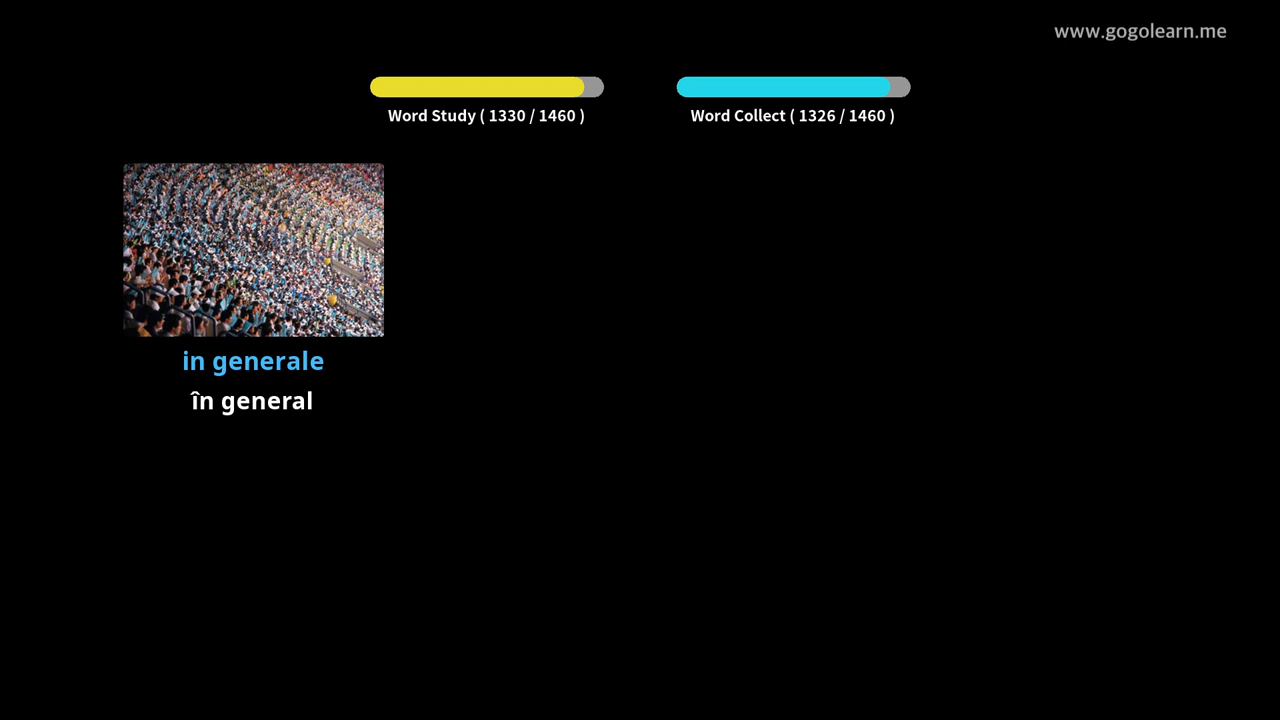 www.gogolearn.me
Word Study ( 1330 / 1460 )
Word Collect ( 1326 / 1460 )
in generale
în general